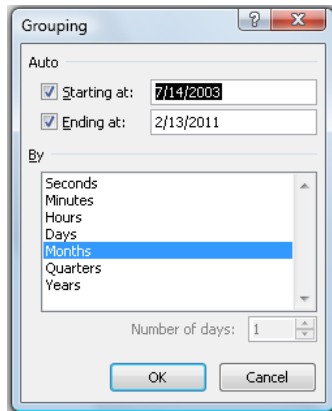 Grouping
Auto
Starting at: 7/14/2003
Ending at: 2/13/2011
By
Seconds
Minutes
Hours
Days
Months
Quarters
Years
Number of days: 1
OK Cancel